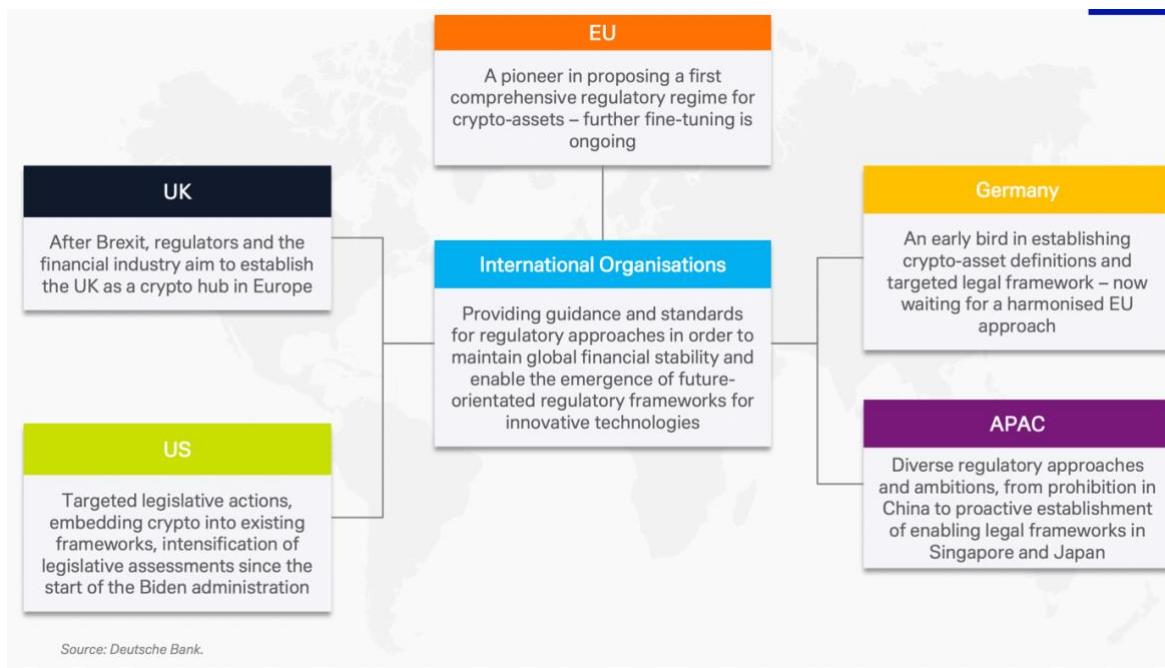 EU
A pioneer in proposing a first
comprehensive regulatory regime for
crypto-assets – further fine-tuning is
ongoing
UK
After Brexit, regulators and the
financial industry aim to establish
the UK as a crypto hub in Europe
International Organisations
Providing guidance and standards
for regulatory approaches in order to
maintain global financial stability and
enable the emergence of future-
orientated regulatory frameworks for
innovative technologies
Germany
An early bird in establishing
crypto-asset definitions and
targeted legal framework – now
waiting for a harmonised EU
approach
US
Targeted legislative actions,
embedding crypto into existing
frameworks, intensification of
legislative assessments since the
start of the Biden administration
APAC
Diverse regulatory approaches
and ambitions, from prohibition in
China to proactive establishment
of enabling legal frameworks in
Singapore and Japan
Source: Deutsche Bank.